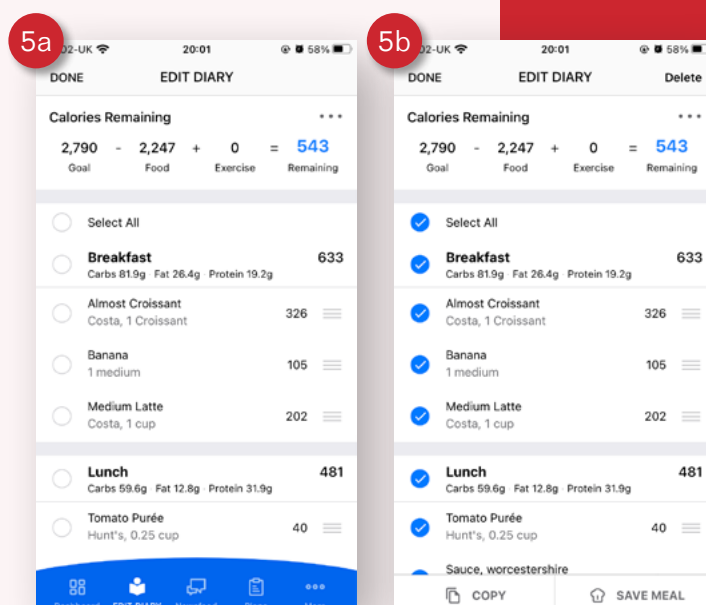 5a
O2-UK 20:01 58%
DONE EDIT DIARY
Calories Remaining
2,790 - 2,247 + 0 = 543
Goal Food Exercise Remaining
Select All
Breakfast 633
Carbs 81.9g · Fat 26.4g · Protein 19.2g
Almost Croissant
Costa, 1 Croissant 326
Banana
1 medium 105
Medium Latte
Costa, 1 cup 202
Lunch 481
Carbs 59.6g · Fat 12.8g · Protein 31.9g
Tomato Purée
Hunt's, 0.25 cup 40
EDIT DIARY
5b
2-UK 20:01 58%
DONE EDIT DIARY Delete
Calories Remaining
2,790 - 2,247 + 0 = 543
Goal Food Exercise Remaining
Select All
Breakfast 633
Carbs 81.9g · Fat 26.4g · Protein 19.2g
Almost Croissant
Costa, 1 Croissant 326
Banana
1 medium 105
Medium Latte
Costa, 1 cup 202
Lunch 481
Carbs 59.6g · Fat 12.8g · Protein 31.9g
Tomato Purée
Hunt's, 0.25 cup 40
Sauce, worcestershire
COPY SAVE MEAL